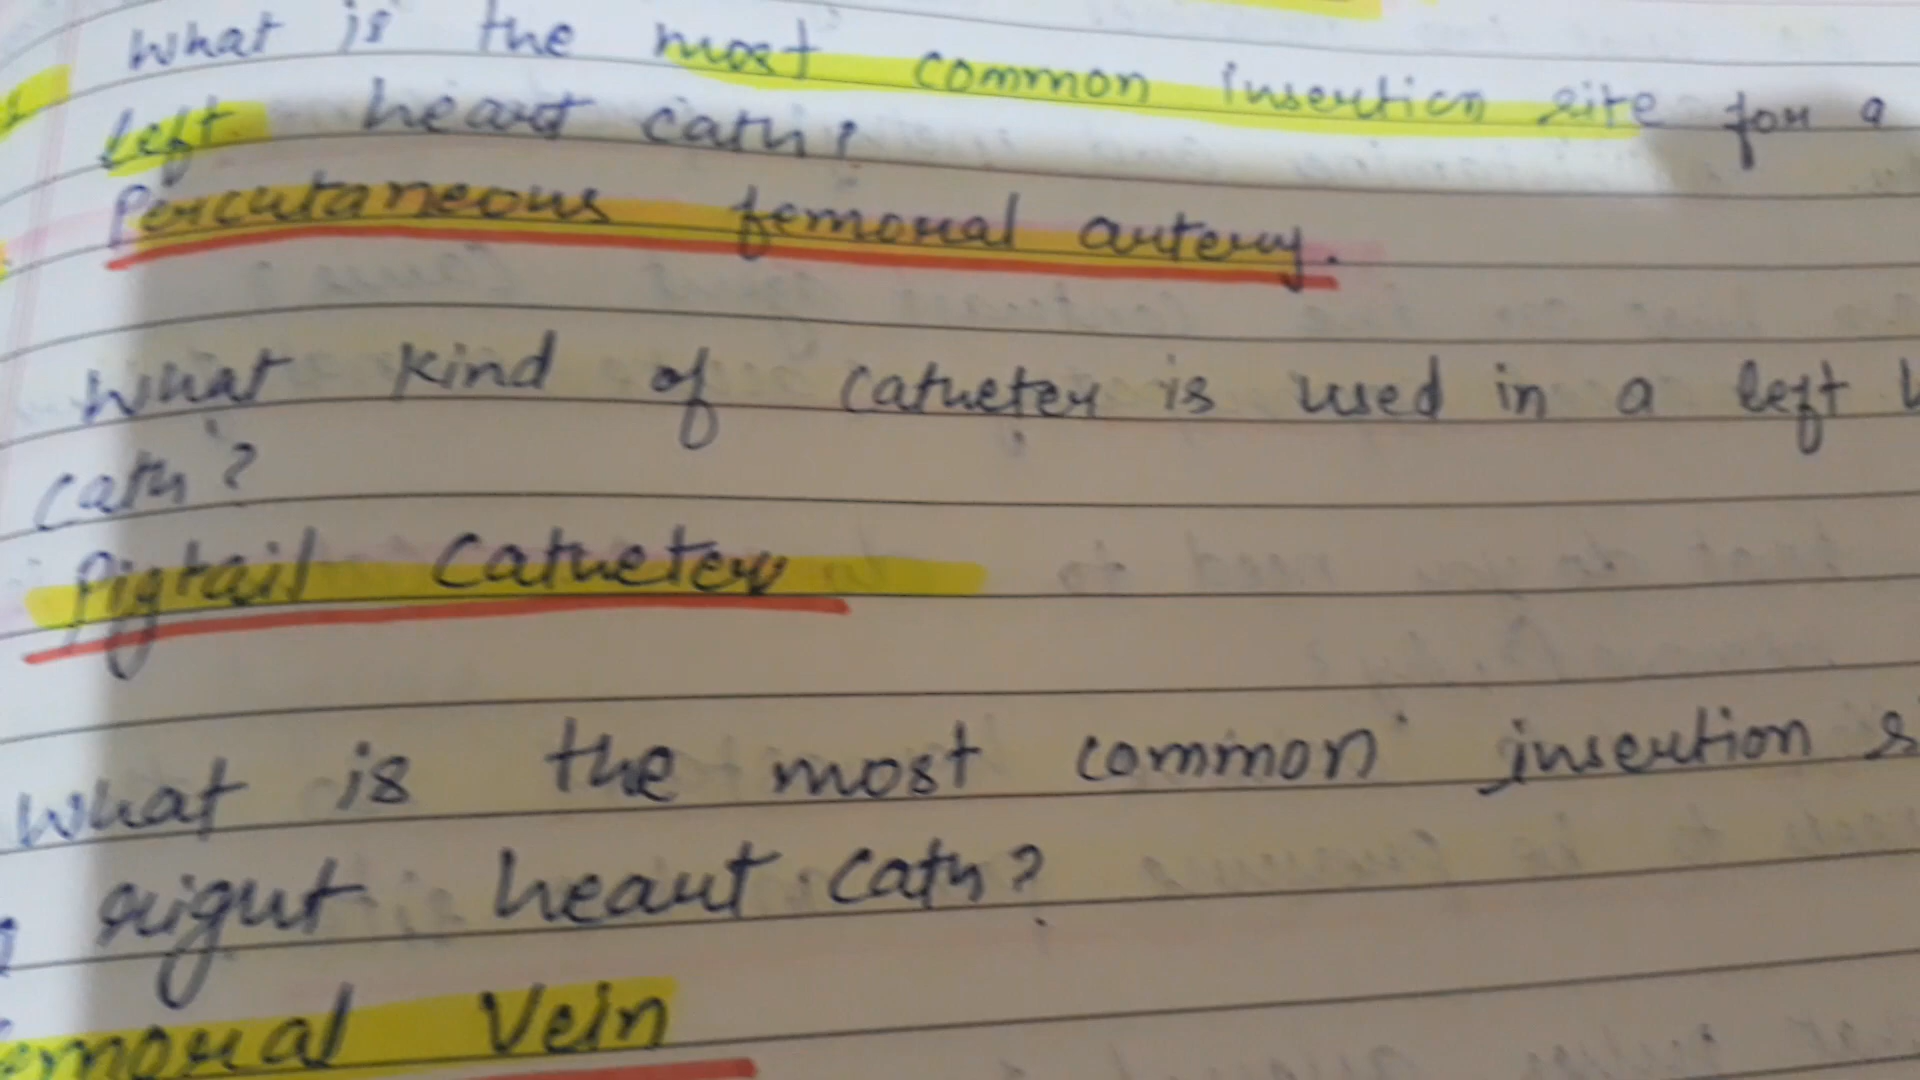 What is the most common insertion site for a
left heart cath?
Percutaneous femoral artery.
What kind of catheter is used in a left
cath?
Pigtail Catheter
What is the most common insertion
right heart cath?
Vein